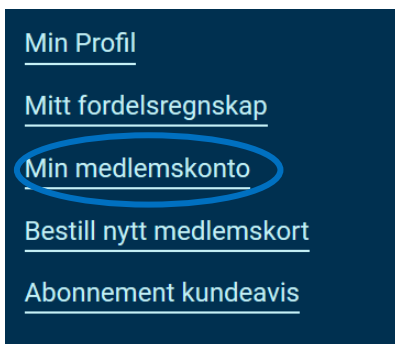 Min Profil
Mitt fordelsregnskap
Min medlemskonto
Bestill nytt medlemskort
Abonnement kundeavis